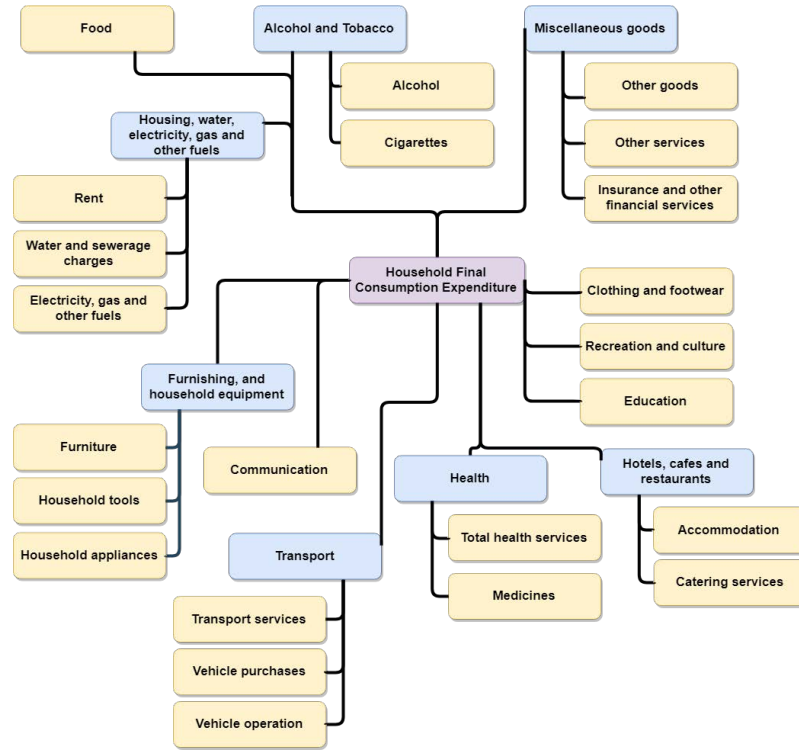 Food
Alcohol and Tobacco
Miscellaneous goods
Alcohol
Other goods
Housing, water,
electricity, gas and
other fuels
Cigarettes
Other services
Rent
Insurance and other
financial services
Water and sewerage
charges
Household Final
Consumption Expenditure
Clothing and footwear
Electricity, gas and
other fuels
Recreation and culture
Furnishing, and
household equipment
Education
Furniture
Communication
Health
Hotels, cafes and
restaurants
Household tools
Accommodation
Household appliances
Transport
Total health services
Catering services
Medicines
Transport services
Vehicle purchases
Vehicle operation